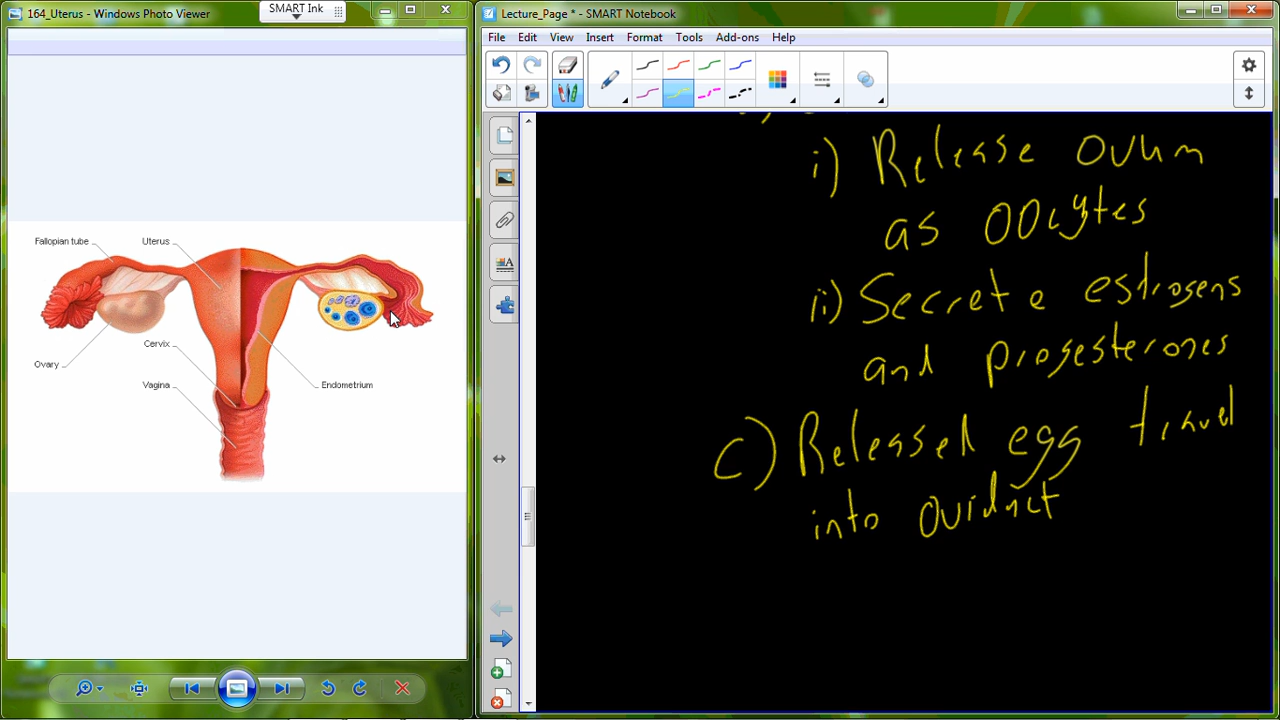 164_Uterus - Windows Photo Viewer
SMART Ink
Lecture_Page * - SMART Notebook
File Edit View Insert Format Tools Add-ons Help
Fallopian tube
Uterus
Ovary
Cervix
Vagina
Endometrium
i) Release ovum
as oocytes
ii) Secrete estrogens
and progesterones
c) Released egg travel
into oviduct